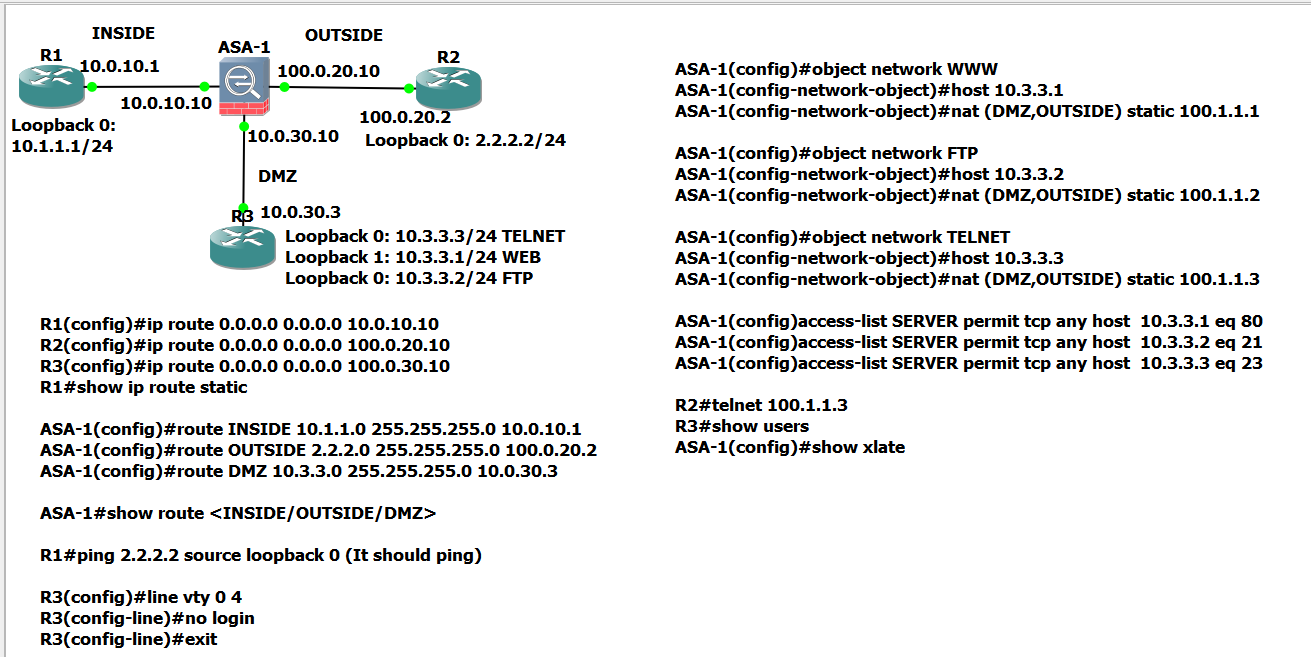 INSIDE
OUTSIDE
R1
ASA-1
R2
10.0.10.1
100.0.20.10
10.0.10.10
100.0.20.2
Loopback 0:
10.1.1.1/24
Loopback 0: 2.2.2.2/24
10.0.30.10
DMZ
R3
10.0.30.3
Loopback 0: 10.3.3.3/24 TELNET
Loopback 1: 10.3.3.1/24 WEB
Loopback 0: 10.3.3.2/24 FTP
R1(config)#ip route 0.0.0.0 0.0.0.0 10.0.10.10
R2(config)#ip route 0.0.0.0 0.0.0.0 100.0.20.10
R3(config)#ip route 0.0.0.0 0.0.0.0 100.0.30.10
R1#show ip route static
ASA-1(config)#route INSIDE 10.1.1.0 255.255.255.0 10.0.10.1
ASA-1(config)#route OUTSIDE 2.2.2.0 255.255.255.0 100.0.20.2
ASA-1(config)#route DMZ 10.3.3.0 255.255.255.0 10.0.30.3
ASA-1#show route <INSIDE/OUTSIDE/DMZ>
R1#ping 2.2.2.2 source loopback 0 (It should ping)
R3(config)#line vty 0 4
R3(config-line)#no login
R3(config-line)#exit
ASA-1(config)#object network WWW
ASA-1(config-network-object)#host 10.3.3.1
ASA-1(config-network-object)#nat (DMZ,OUTSIDE) static 100.1.1.1
ASA-1(config)#object network FTP
ASA-1(config-network-object)#host 10.3.3.2
ASA-1(config-network-object)#nat (DMZ,OUTSIDE) static 100.1.1.2
ASA-1(config)#object network TELNET
ASA-1(config-network-object)#host 10.3.3.3
ASA-1(config-network-object)#nat (DMZ,OUTSIDE) static 100.1.1.3
ASA-1(config)access-list SERVER permit tcp any host  10.3.3.1 eq 80
ASA-1(config)access-list SERVER permit tcp any host  10.3.3.2 eq 21
ASA-1(config)access-list SERVER permit tcp any host  10.3.3.3 eq 23
R2#telnet 100.1.1.3
R3#show users
ASA-1(config)#show xlate